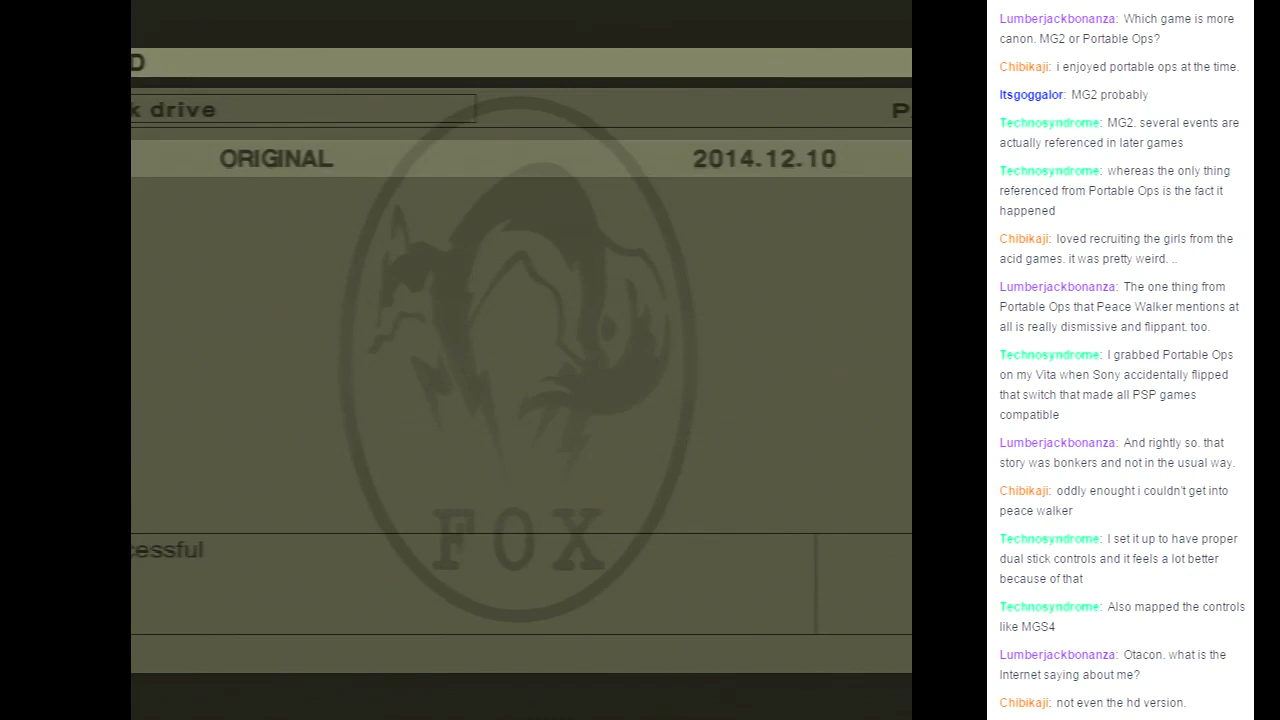 D
k drive
P
ORIGINAL 2014.12.10
FOX
cessful
Lumberjackbonanza: Which game is more
canon. MG2 or Portable Ops?
Chibikaji: i enjoyed portable ops at the time.
Itsgoggalor: MG2 probably
Technosyndrome: MG2. several events are
actually referenced in later games
Technosyndrome: whereas the only thing
referenced from Portable Ops is the fact it
happened
Chibikaji: loved recruiting the girls from the
acid games. it was pretty weird. ..
Lumberjackbonanza: The one thing from
Portable Ops that Peace Walker mentions at
all is really dismissive and flippant. too.
Technosyndrome: I grabbed Portable Ops
on my Vita when Sony accidentally flipped
that switch that made all PSP games
compatible
Lumberjackbonanza: And rightly so. that
story was bonkers and not in the usual way.
Chibikaji: oddly enought i couldn't get into
peace walker
Technosyndrome: I set it up to have proper
dual stick controls and it feels a lot better
because of that
Technosyndrome: Also mapped the controls
like MGS4
Lumberjackbonanza: Otacon. what is the
Internet saying about me?
Chibikaji: not even the hd version.